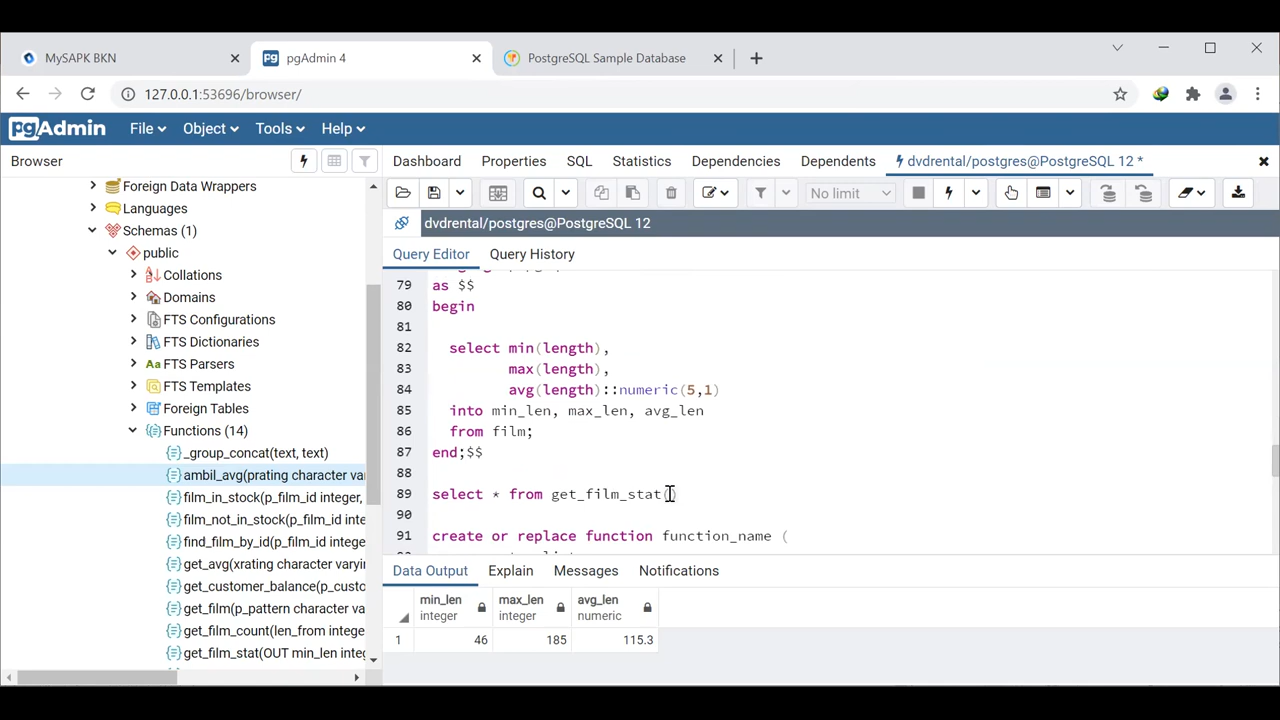 MySAPK BKN
pgAdmin 4
PostgreSQL Sample Database
127.0.0.1:53696/browser/
pgAdmin File Object Tools Help
Browser
Dashboard Properties SQL Statistics Dependencies Dependents dvdrental/postgres@PostgreSQL 12 *
No limit
dvdrental/postgres@PostgreSQL 12
Query Editor Query History
Foreign Data Wrappers
Languages
Schemas (1)
public
Collations
Domains
FTS Configurations
FTS Dictionaries
FTS Parsers
FTS Templates
Foreign Tables
Functions (14)
_group_concat(text, text)
ambil_avg(prating character var
film_in_stock(p_film_id integer,
film_not_in_stock(p_film_id inte
find_film_by_id(p_film_id intege
get_avg(xrating character varyin
get_customer_balance(p_custo
get_film(p_pattern character va
get_film_count(len_from intege
get_film_stat(OUT min_len integ
79 as $$
80 begin
81
82 select min(length),
83 max(length),
84 avg(length)::numeric(5,1)
85 into min_len, max_len, avg_len
86 from film;
87 end;$$
88
89 select * from get_film_stat()
90
91 create or replace function function_name (
Data Output Explain Messages Notifications
min_len integer
max_len integer
avg_len numeric
1 46 185 115.3